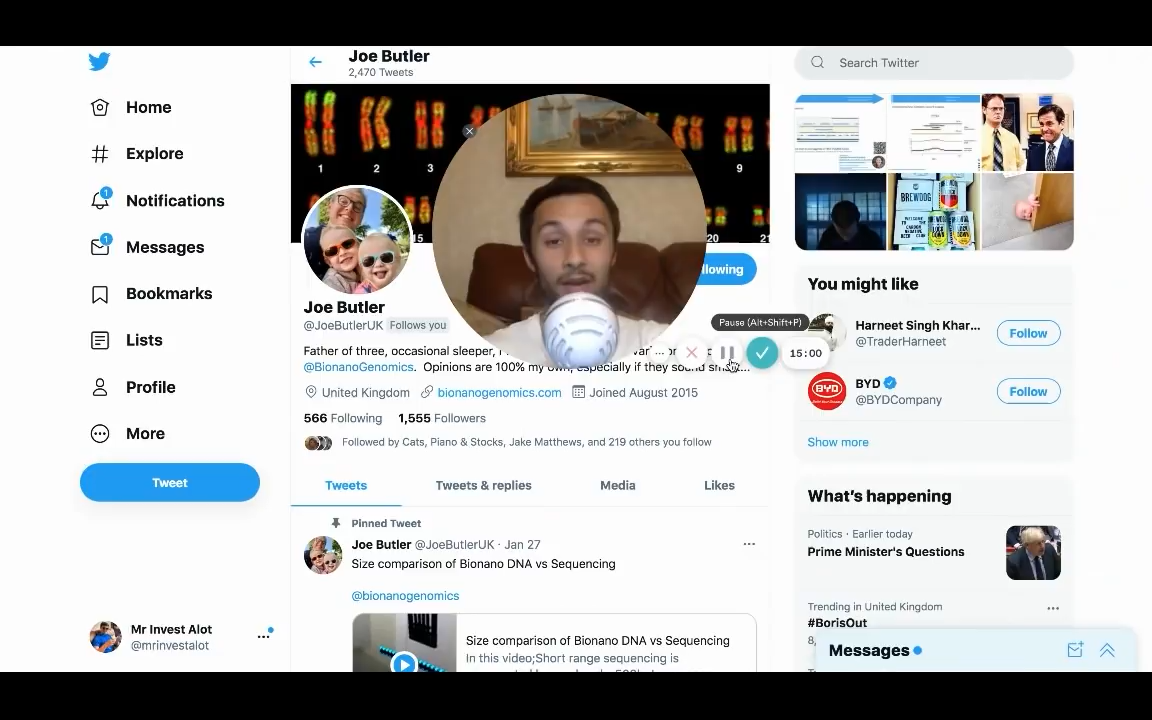 Joe Butler
2,470 Tweets
Search Twitter
Home
Explore
1
Notifications
1
Messages
Bookmarks
Lists
Profile
More
Tweet
Mr Invest Alot
@mrinvestalot
1
2
3
9
15
20
21
lowing
Joe Butler
@JoeButlerUK Follows you
Father of three, occasional sleeper,
@BionanoGenomics. Opinions are 100% my own, especially if they sound
United Kingdom bionanogenomics.com Joined August 2015
566 Following 1,555 Followers
Followed by Cats, Piano & Stocks, Jake Matthews, and 219 others you follow
Tweets Tweets & replies Media Likes
Pinned Tweet
Joe Butler @JoeButlerUK · Jan 27
Size comparison of Bionano DNA vs Sequencing
@bionanogenomics
Size comparison of Bionano DNA vs Sequencing
In this video;Short range sequencing is
Pause (Alt+Shift+P)
15:00
BREWDOG
You might like
Harneet Singh Khar...
@TraderHarneet
Follow
BYD
BYD
@BYDCompany
Follow
Show more
What's happening
Politics · Earlier today
Prime Minister's Questions
Trending in United Kingdom
#BorisOut
8,
Messages